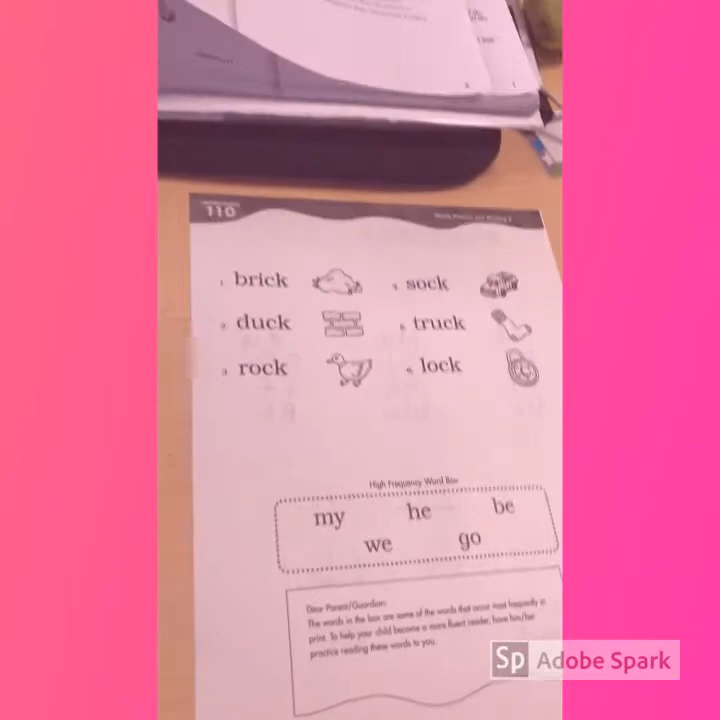 110
1. brick
4. sock
2. duck
5. truck
3. rock
6. lock
High Frequency Word Box
my he be
we go
Dear Parent/Guardian:
The words in the box are some of the words that occur most frequently in
print. To help your child become a more fluent reader, have him/her
practice reading these words to you.
Sp Adobe Spark